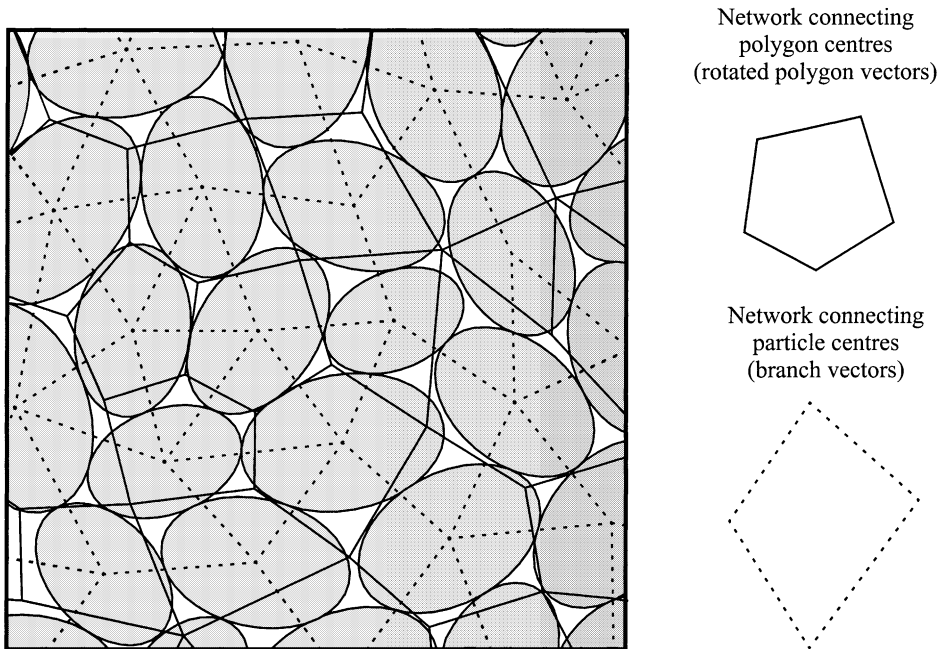 Network connecting
polygon centres
(rotated polygon vectors)
Network connecting
particle centres
(branch vectors)